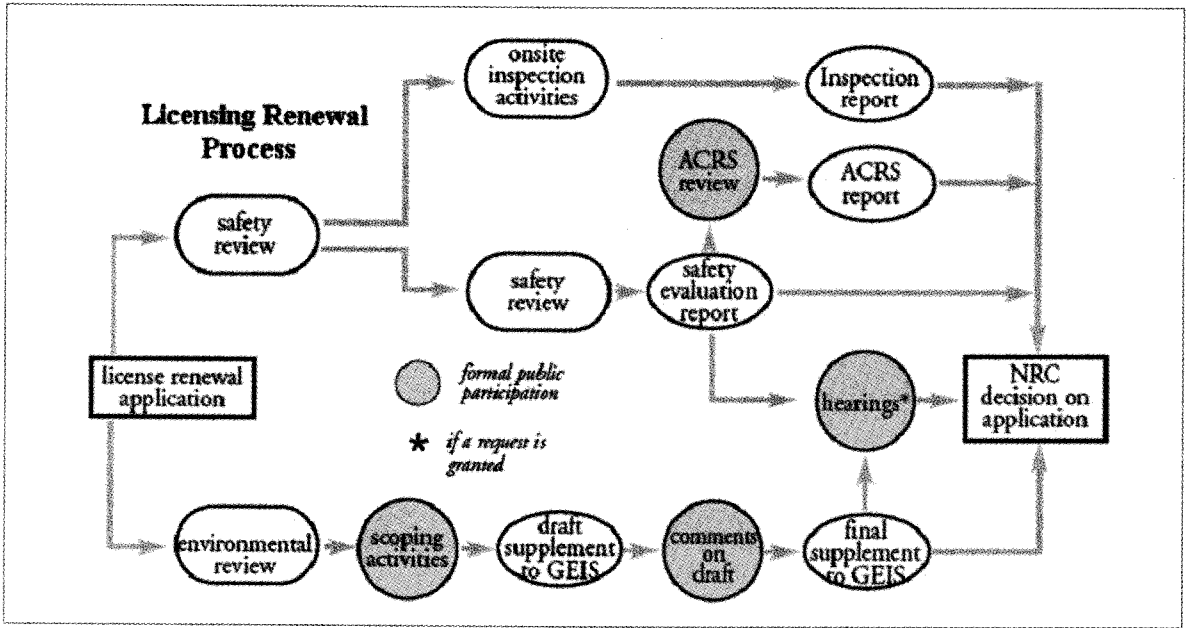 Licensing Renewal
Process
onsite
inspection
activities
Inspection
report
ACRS
review
ACRS
report
safety
review
safety
review
safety
evaluation
report
license renewal
application
formal public
participation
* if a request is
granted
hearings*
NRC
decision on
application
environmental
review
scoping
activities
draft
supplement
to GEIS
comments
on
draft
final
supplement
to GEIS